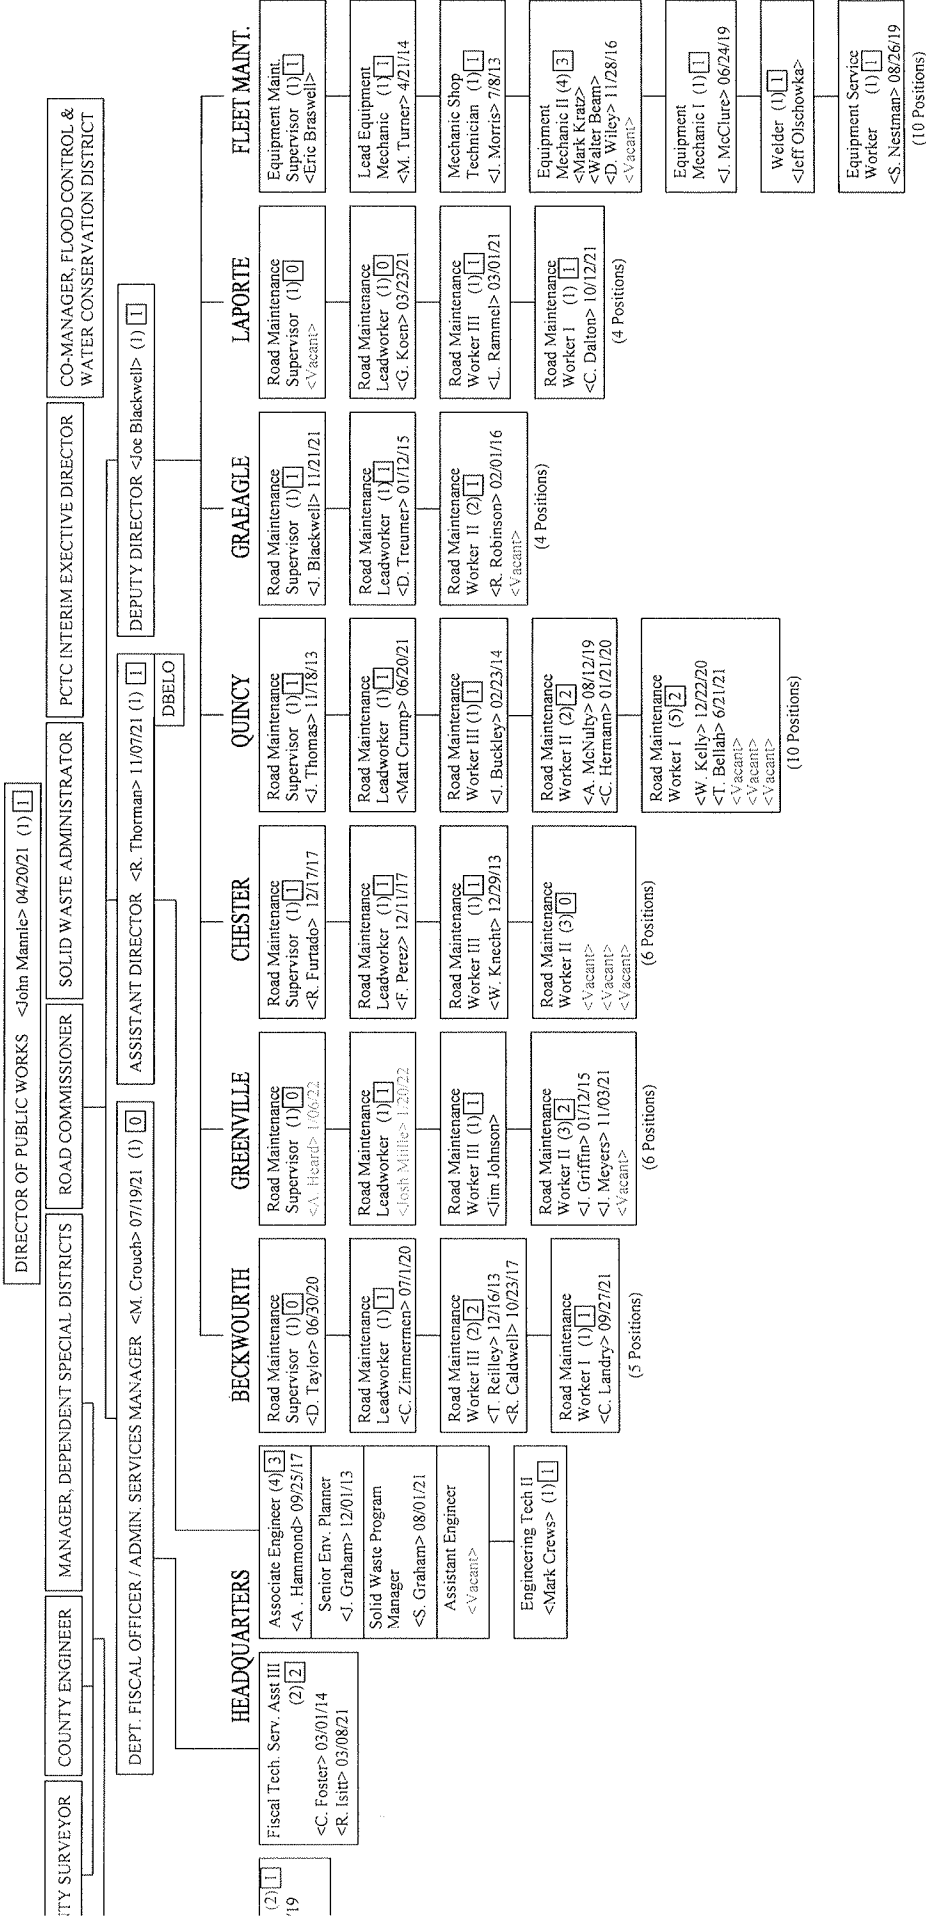 DIRECTOR OF PUBLIC WORKS <John Mannle> 04/20/21 (1) 1
TY SURVEYOR
COUNTY ENGINEER
MANAGER, DEPENDENT SPECIAL DISTRICTS
ROAD COMMISSIONER
SOLID WASTE ADMINISTRATOR
PCTC INTERIM EXECTIVE DIRECTOR
CO-MANAGER, FLOOD CONTROL &
WATER CONSERVATION DISTRICT
DEPT. FISCAL OFFICER / ADMIN. SERVICES MANAGER <M. Crouch> 07/19/21 (1) 0
ASSISTANT DIRECTOR <R. Thorman> 11/07/21 (1) 1
DBELO
DEPUTY DIRECTOR <Joe Blackwell> (1) 1
HEADQUARTERS
(2) 1
/19
Fiscal Tech. Serv. Asst III
(2) 2
<C. Foster> 03/01/14
<R. Isitt> 03/08/21
Associate Engineer (4) 3
<A . Hammond> 09/25/17
Senior Env. Planner
<J. Graham> 12/01/13
Solid Waste Program
Manager
<S. Graham> 08/01/21
Assistant Engineer
<Vacant>
Engineering Tech II
<Mark Crews> (1) 1
BECKWOURTH
Road Maintenance
Supervisor (1) 0
<D. Taylor> 06/30/20
Road Maintenance
Leadworker (1) 1
<C. Zimmermen> 07/1/20
Road Maintenance
Worker III (2) 2
<T. Reilley> 12/16/13
<R. Caldwell> 10/23/17
Road Maintenance
Worker I (1) 1
<C. Landry> 09/27/21
(5 Positions)
GREENVILLE
Road Maintenance
Supervisor (1) 0
<A. Heard> 1/06/22
Road Maintenance
Leadworker (1) 1
<Josh 1/20/22
Road Maintenance
Worker III (1) 1
<Jim Johnson>
Road Maintenance
Worker II (3) 2
<J. Griffin> 01/12/15
<J. Meyers> 11/03/21
<Vacant>
(6 Positions)
CHESTER
Road Maintenance
Supervisor (1) 1
<R. Furtado> 12/17/17
Road Maintenance
Leadworker (1) 1
<F. Perez> 12/11/17
Road Maintenance
Worker III (1) 1
<W. Knecht> 12/29/13
Road Maintenance
Worker II (3) 0
<Vacant>
<Vacant>
<Vacant>
(6 Positions)
QUINCY
Road Maintenance
Supervisor (1) 1
<J. Thomas> 11/18/13
Road Maintenance
Leadworker (1) 1
<Matt Crump> 06/20/21
Road Maintenance
Worker III (1) 1
<J. Buckley> 02/23/14
Road Maintenance
Worker II (2) 2
<A. McNulty> 08/12/19
<C. Hermann> 01/21/20
Road Maintenance
Worker I (5) 2
<W. Kelly> 12/22/20
<T. Bellah> 6/21/21
<Vacant>
<Vacant>
<Vacant>
(10 Positions)
GRAEAGLE
Road Maintenance
Supervisor (1) 1
<J. Blackwell> 11/21/21
Road Maintenance
Leadworker (1) 1
<D. Treumer> 01/12/15
Road Maintenance
Worker II (2) 1
<R. Robinson> 02/01/16
<Vacant>
(4 Positions)
LAPORTE
Road Maintenance
Supervisor (1) 0
<Vacant>
Road Maintenance
Leadworker (1) 0
<G. Koen> 03/23/21
Road Maintenance
Worker III (1) 1
<L. Rammel> 03/01/21
Road Maintenance
Worker I (1) 1
<C. Dalton> 10/12/21
(4 Positions)
FLEET MAINT.
Equipment Maint.
Supervisor (1) 1
<Eric Braswell>
Lead Equipment
Mechanic (1) 1
<M. Turner> 4/21/14
Mechanic Shop
Technician (1) 1
<J. Morris> 7/8/13
Equipment
Mechanic II (4) 3
<Mark Kratz>
<Walter Beam>
<D. Wiley> 11/28/16
<Vacant>
Equipment
Mechanic I (1) 1
<J. McClure> 06/24/19
Welder (1) 1
<Jeff Olschowka>
Equipment Service
Worker (1) 1
<S. Nestman> 08/26/19
(10 Positions)